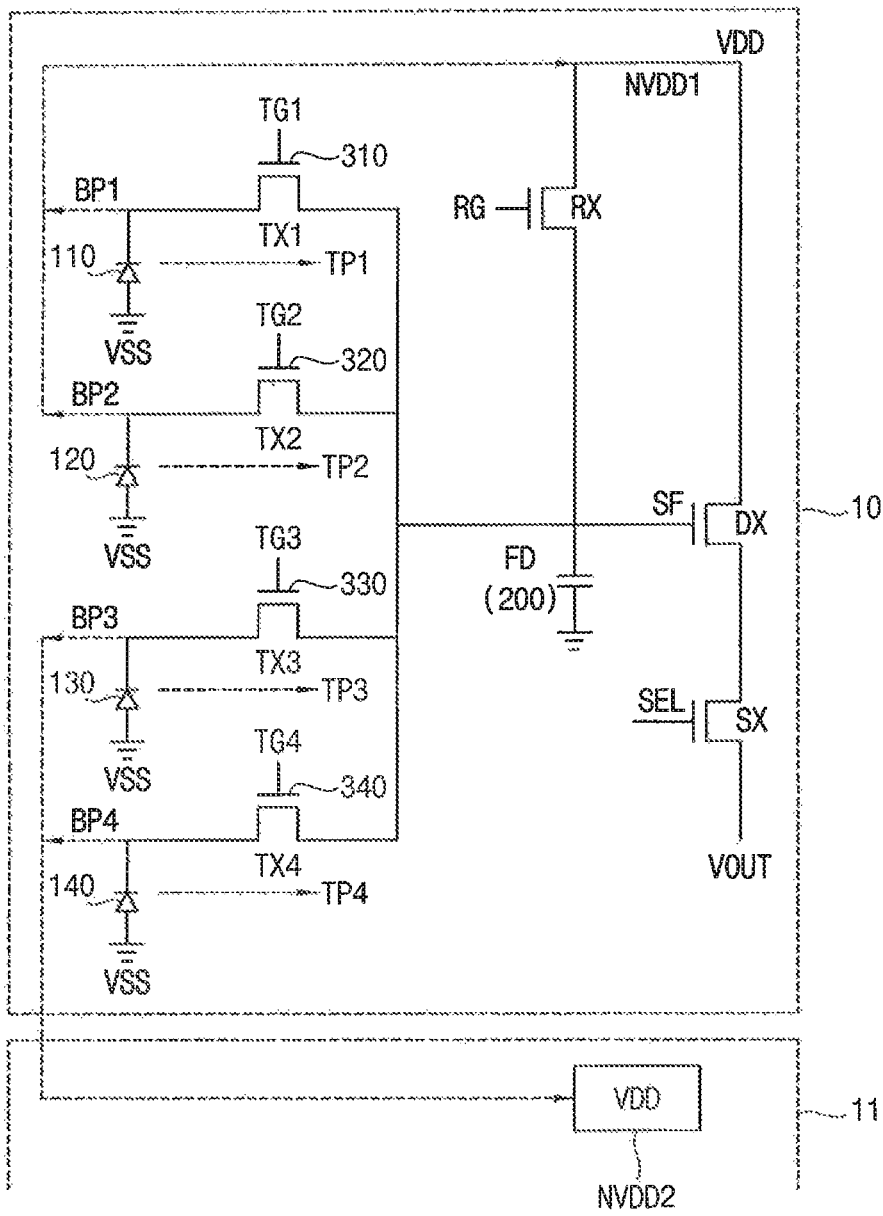 VDD
NVDD1
TG1
310
BP1
TX1
RG
RX
110
TP1
VSS
TG2
320
BP2
TX2
120
TP2
VSS
SF
DX
10
TG3
330
FD
(200)
BP3
TX3
130
TP3
SEL
SX
VSS
TG4
340
BP4
TX4
VOUT
140
TP4
VSS
VDD
11
NVDD2